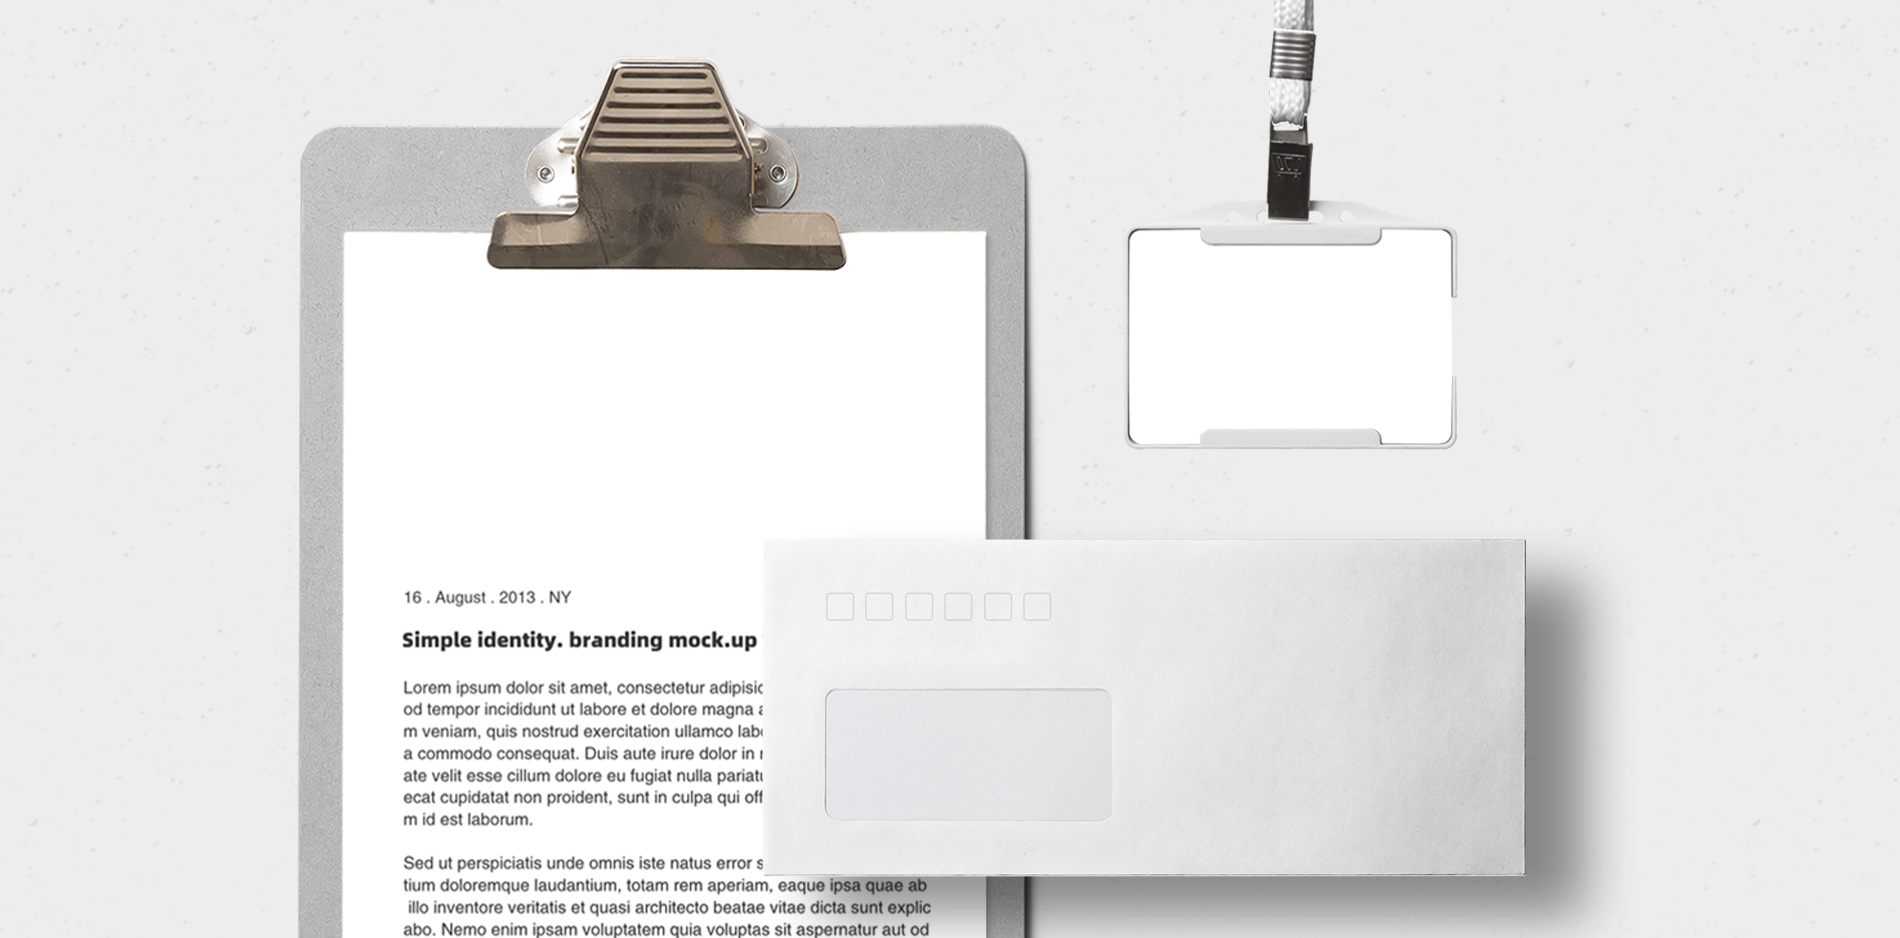 16 . August . 2013 . NY
Simple identity. branding mock.up
Lorem ipsum dolor sit amet, consectetur
od tempor incididunt ut labore et dolore magna
m veniam, quis nostrud exercitation ullamco
a commodo consequat. Duis aute irure dolor in
ate velit esse cillum dolore eu fugiat nulla
ecat cupidatat non proident, sunt in culpa qui
m id est laborum.
Sed ut perspiciatis unde omnis iste natus error
tium doloremque laudantium, totam rem aperiam, eaque ipsa quae ab
illo inventore veritatis et quasi architecto beatae vitae dicta sunt explic
abo. Nemo enim ipsam voluptatem quia voluptas sit aspernatur aut od